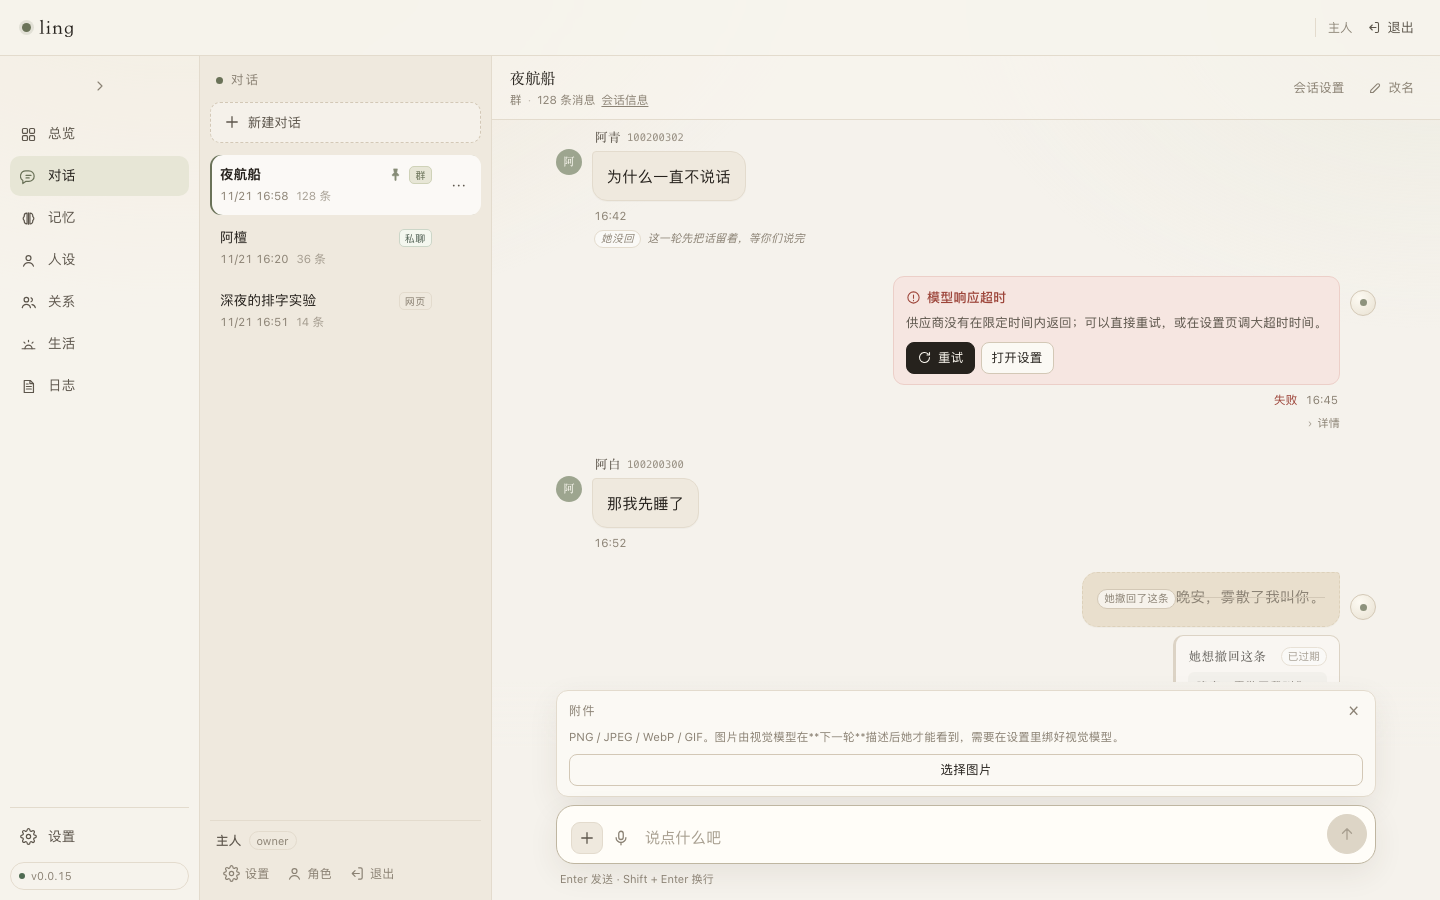 ling
主人 退出
总览
对话
记忆
人设
关系
生活
日志
设置
v0.0.15
对话
新建对话
夜航船 群
11/21 16:58 128 条
阿檀 私聊
11/21 16:20 36 条
深夜的排字实验 网页
11/21 16:51 14 条
主人 owner
设置 角色 退出
夜航船
群 · 128 条消息 会话信息
会话设置 改名
阿青 100200302
阿 为什么一直不说话
16:42
她没回 这一轮先把话留着，等你们说完
模型响应超时
供应商没有在限定时间内返回；可以直接重试，或在设置页调大超时时间。
重试 打开设置
失败 16:45
› 详情
阿白 100200300
阿 那我先睡了
16:52
她撤回了这条 晚安，雾散了我叫你。
她想撤回这条 已过期
附件
PNG / JPEG / WebP / GIF。图片由视觉模型在**下一轮**描述后她才能看到，需要在设置里绑好视觉模型。
选择图片
说点什么吧
Enter 发送 · Shift + Enter 换行